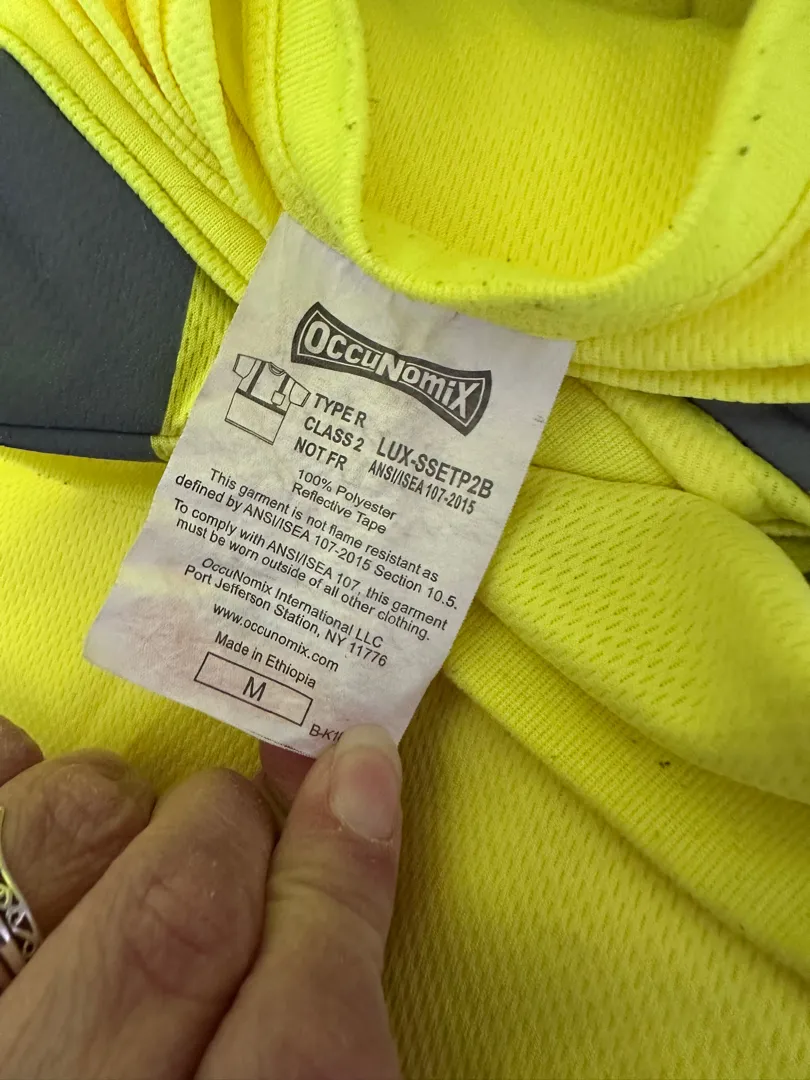 OccuNomiX
TYPE R
CLASS 2
NOT FR
LUX-SSETP2B
ANSI/ISEA 107-2015
100% Polyester
Reflective Tape
This garment is not flame resistant as
defined by ANSI/ISEA 107-2015 Section 10.5.
To comply with ANSI/ISEA 107, this garment
must be worn outside of all other clothing.
OccuNomix International LLC
Port Jefferson Station, NY 11776
www.occunomix.com
Made in Ethiopia
M